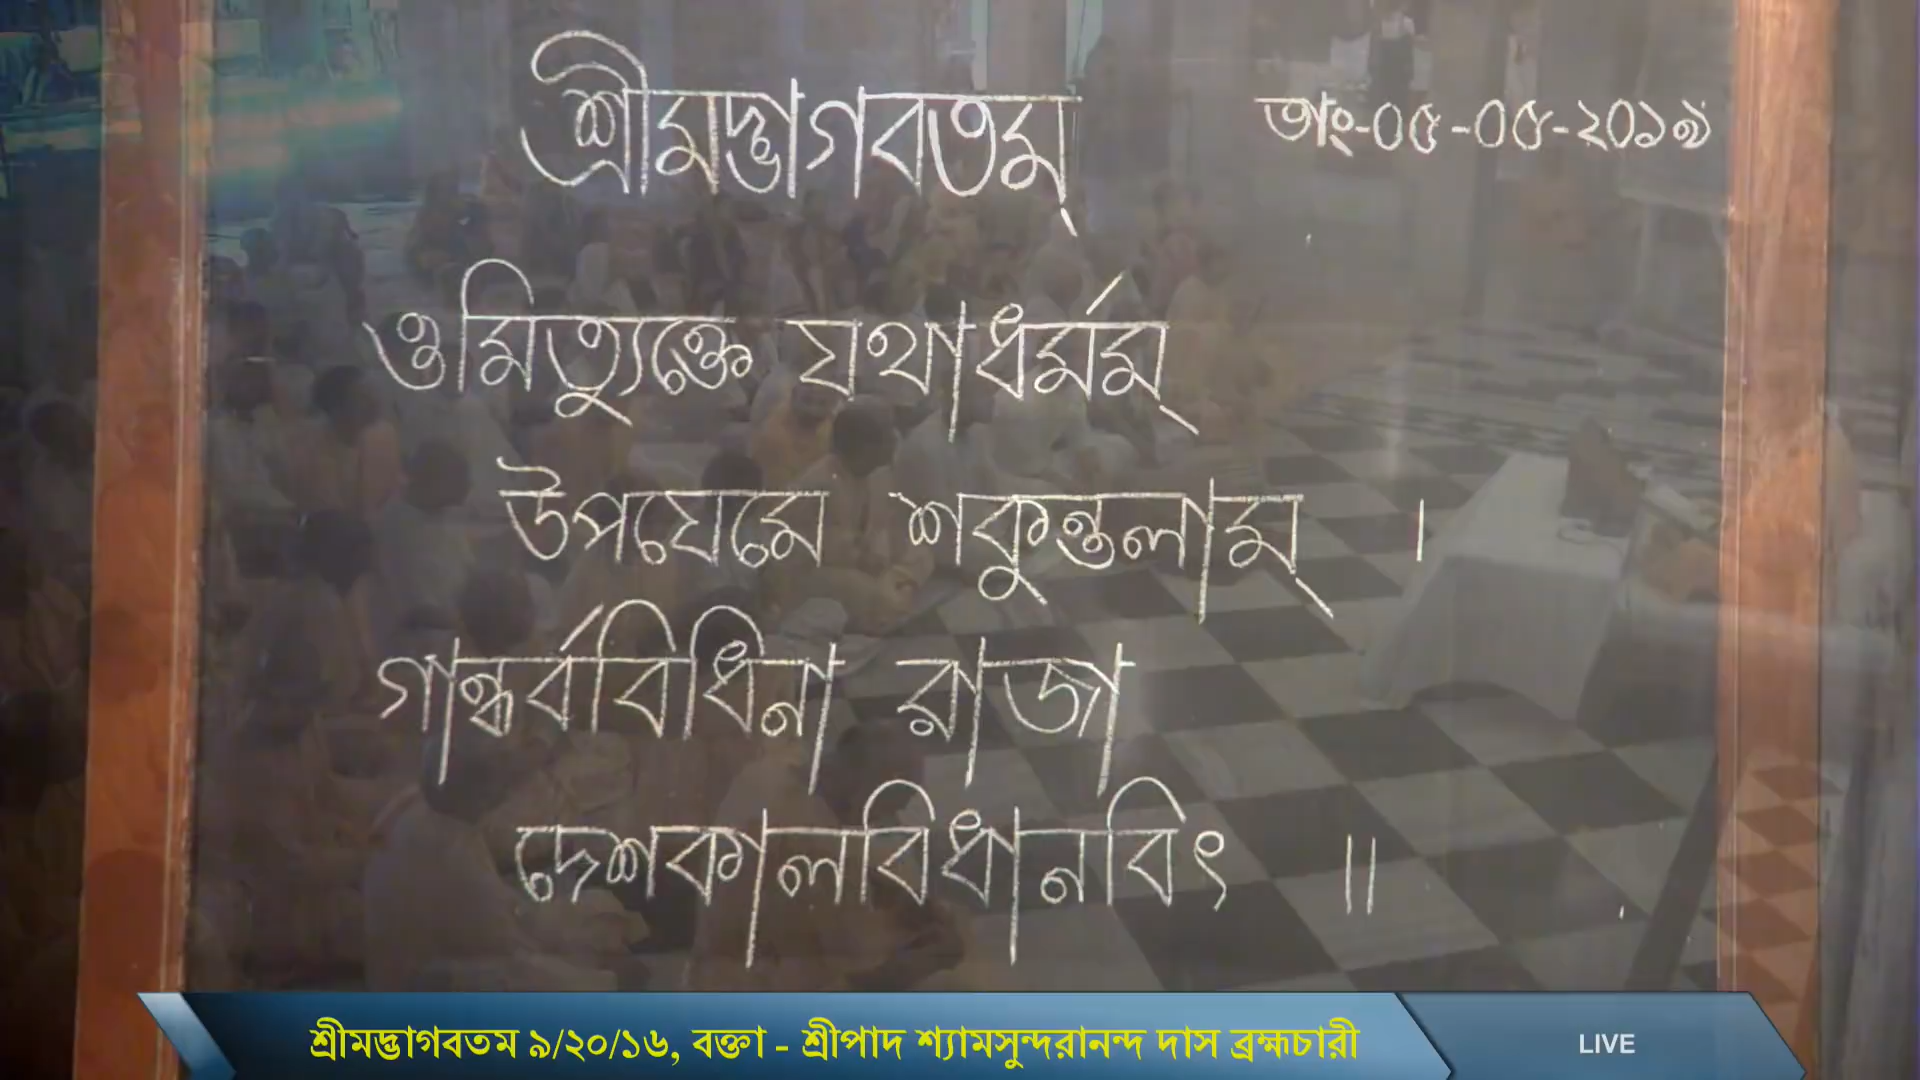 শ্রীমদ্ভাগবতম্
তাং-০৫-০৫-২০১৯
ওমিত্যুক্তে যথাধর্মম্
উপযেমে শকুন্তলাম্ ।
গান্ধর্ববিধিনা রাজা
দেশকালবিধানবিৎ ॥
শ্রীমদ্ভাগবতম ৯/২০/১৬, বক্তা - শ্রীপাদ শ্যামসুন্দরানন্দ দাস ব্রহ্মচারী
LIVE